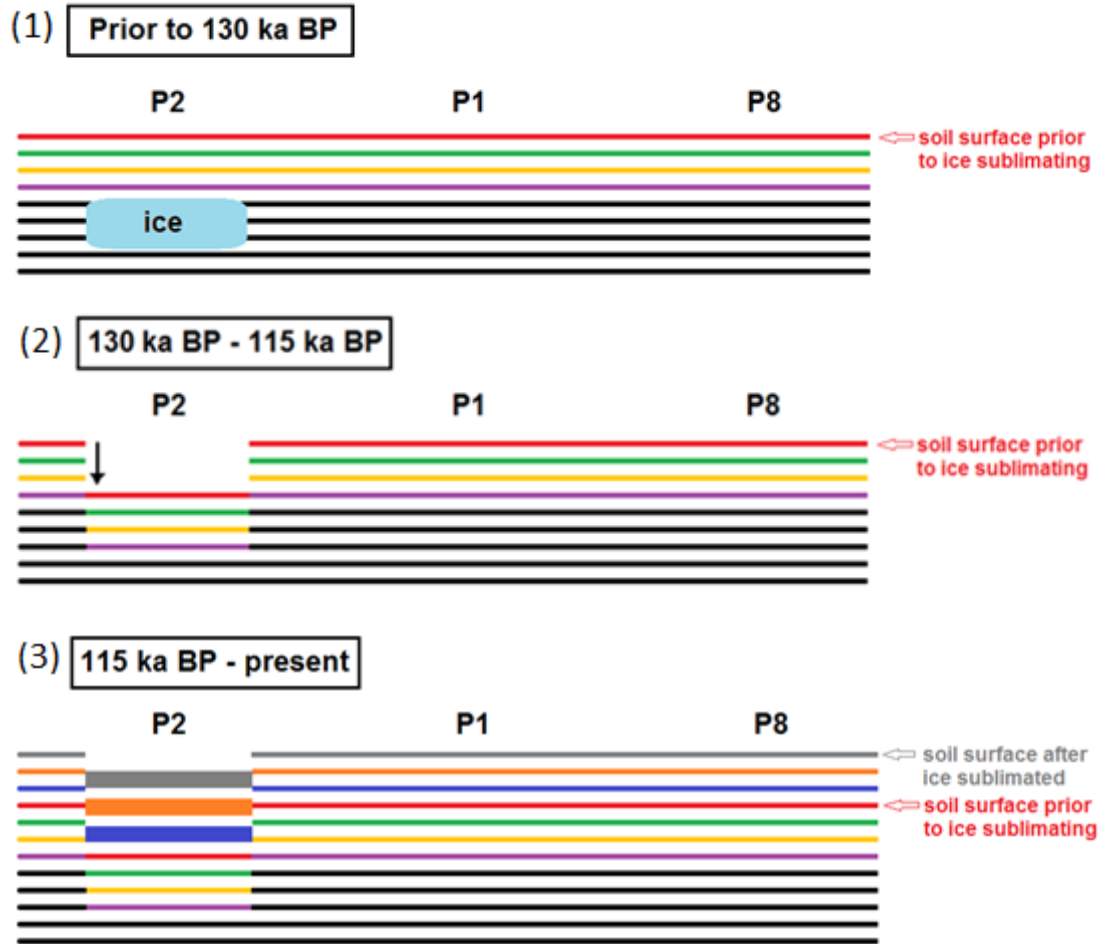 (1) Prior to 130 ka BP
P2 P1 P8
soil surface prior
to ice sublimating
ice
(2) 130 ka BP - 115 ka BP
P2 P1 P8
soil surface prior
to ice sublimating
(3) 115 ka BP - present
P2 P1 P8
soil surface after
ice sublimated
soil surface prior
to ice sublimating